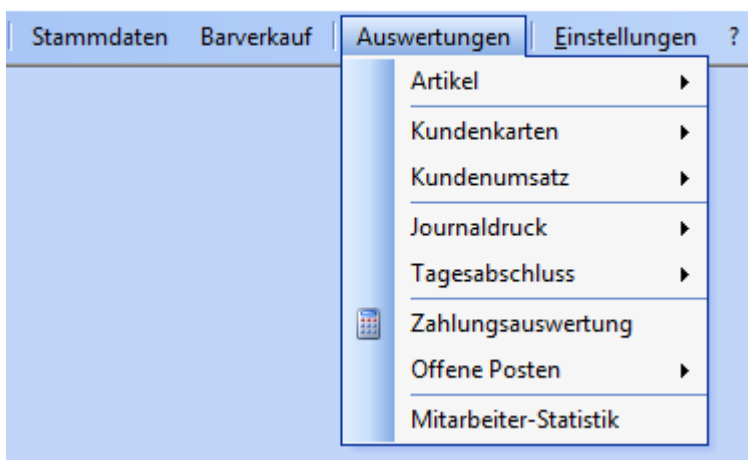 Stammdaten Barverkauf Auswertungen Einstellungen ?
Artikel
Kundenkarten
Kundenumsatz
Journaldruck
Tagesabschluss
Zahlungsauswertung
Offene Posten
Mitarbeiter-Statistik